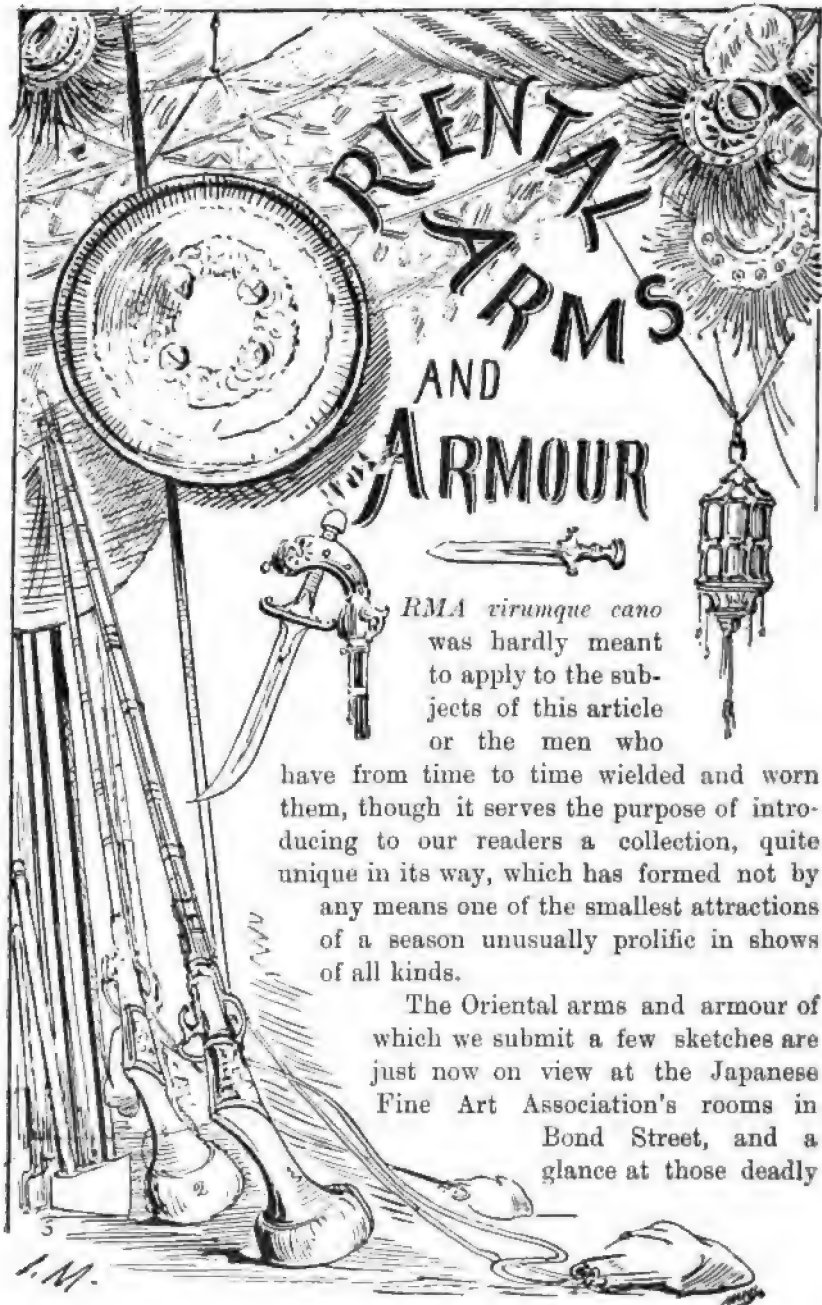 RIENTAL
ARMS
AND
ARMOUR
RMA virumque cano
was hardly meant
to apply to the sub-
jects of this article
or the men who
have from time to time wielded and worn
them, though it serves the purpose of intro-
ducing to our readers a collection, quite
unique in its way, which has formed not by
any means one of the smallest attractions
of a season unusually prolific in shows
of all kinds.
The Oriental arms and armour of
which we submit a few sketches are
just now on view at the Japanese
Fine Art Association's rooms in
Bond Street, and a
glance at those deadly
2